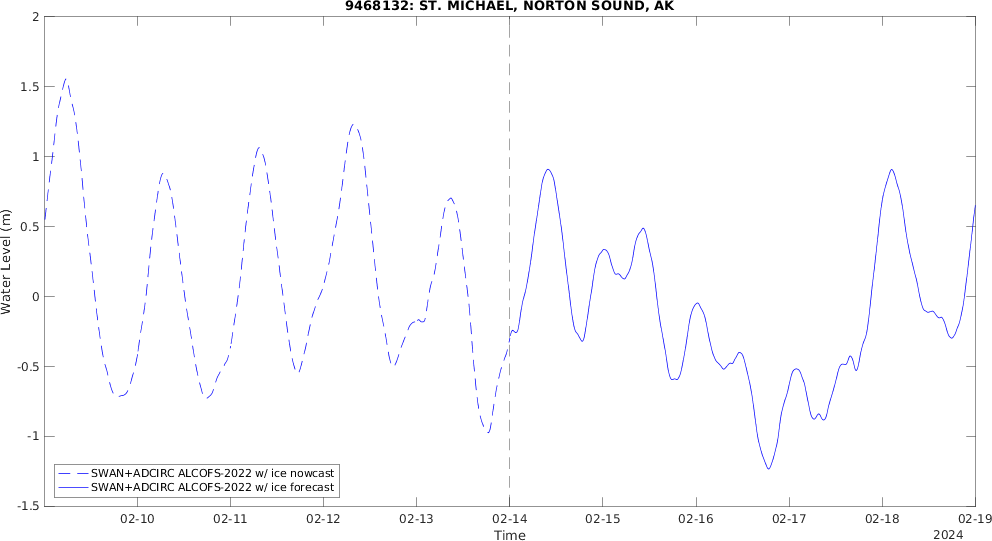 9468132: ST. MICHAEL, NORTON SOUND, AK
2
1.5
1
0.5
0
-0.5
-1
-1.5
Water Level (m)
SWAN+ADCIRC ALCOFS-2022 w/ ice nowcast
SWAN+ADCIRC ALCOFS-2022 w/ ice forecast
02-10 02-11 02-12 02-13 02-14 02-15 02-16 02-17 02-18 02-19
Time
2024